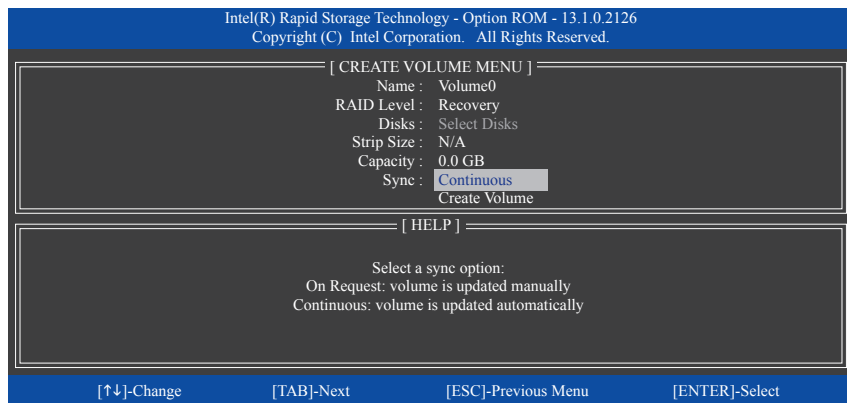 Intel(R) Rapid Storage Technology - Option ROM - 13.1.0.2126
Copyright (C) Intel Corporation. All Rights Reserved.
[ CREATE VOLUME MENU ]
Name : Volume0
RAID Level : Recovery
Disks : Select Disks
Strip Size : N/A
Capacity : 0.0 GB
Sync : Continuous
Create Volume
[ HELP ]
Select a sync option:
On Request: volume is updated manually
Continuous: volume is updated automatically
[↑↓]-Change [TAB]-Next [ESC]-Previous Menu [ENTER]-Select